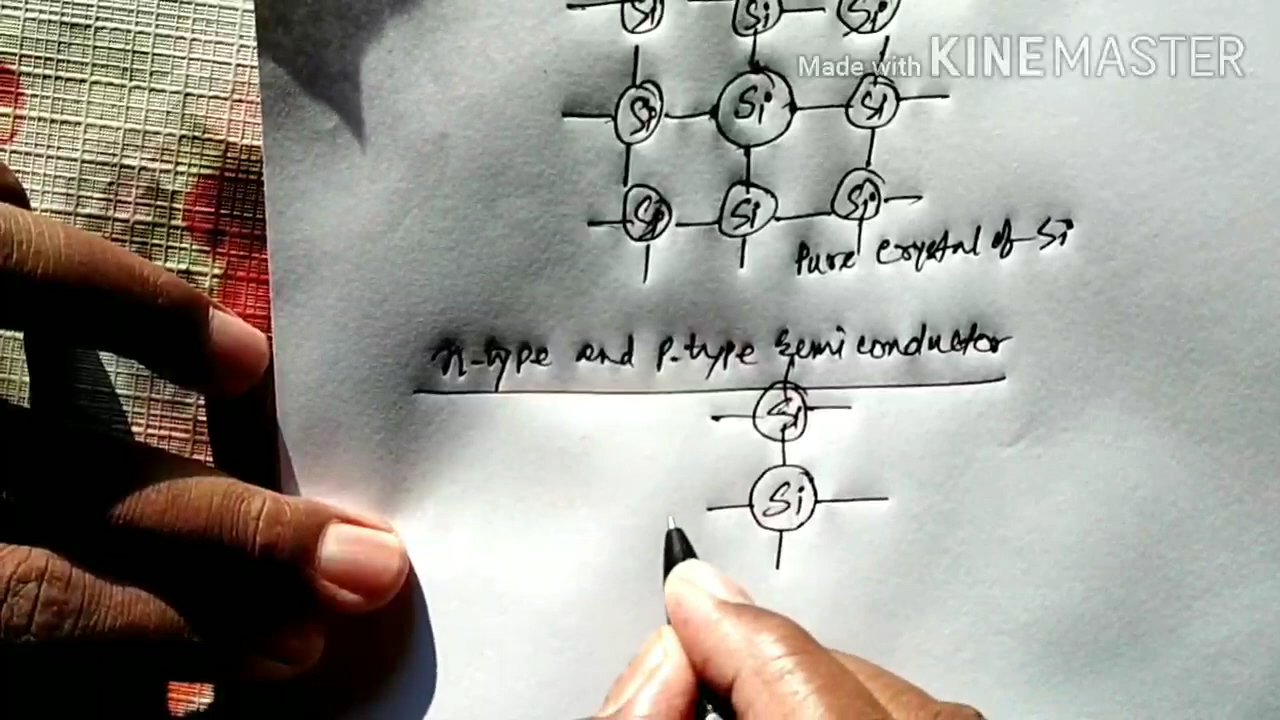 Si Si Si
Made with KINEMASTER
Si Si Si
Si Si Si
Pure crystal of Si
n-type and P-type Semiconductor
Si
Si